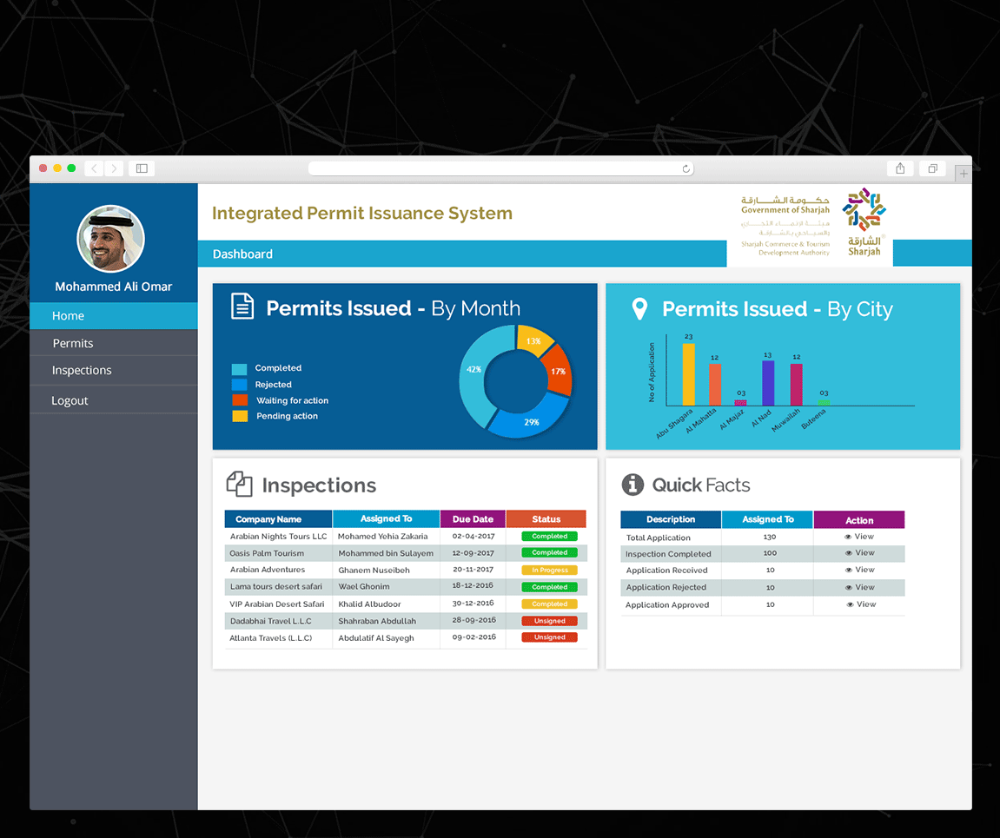 Mohammed Ali Omar
Home
Permits
Inspections
Logout
Integrated Permit Issuance System
حكومة الشارقة
Government of Sharjah
هيئة الإنماء التجاري
والسياحي بالشارقة
Sharjah Commerce & Tourism
Development Authority
الشارقة
Sharjah
Dashboard
Permits Issued - By Month
Completed
Rejected
Waiting for action
Pending action
13%
42%
17%
29%
Permits Issued - By City
No of Application
23
12
03
13
12
03
Abu Shagara
Al Mahatta
Al Majaz
Al Nad
Muwailah
Buteena
Inspections
Company Name Assigned To Due Date Status
Arabian Nights Tours LLC Mohamed Yehia Zakaria 02-04-2017 Completed
Oasis Palm Tourism Mohammed bin Sulayem 12-09-2017 Completed
Arabian Adventures Ghanem Nuseibeh 20-11-2017 In Progress
Lama tours desert safari Wael Ghonim 18-12-2016 Completed
VIP Arabian Desert Safari Khalid Albudoor 30-12-2016 Completed
Dadabhai Travel L.L.C Shahraban Abdullah 28-09-2016 Unsigned
Atlanta Travels (L.L.C) Abdulatif Al Sayegh 09-02-2016 Unsigned
Quick Facts
Description Assigned To Action
Total Application 130 View
Inspection Completed 100 View
Application Received 10 View
Application Rejected 10 View
Application Approved 10 View